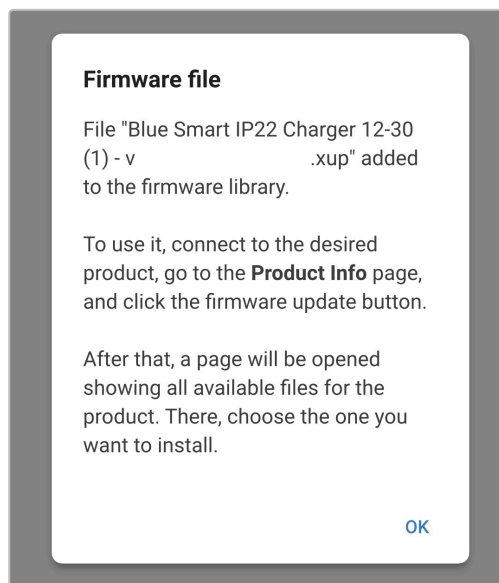 Firmware file
File "Blue Smart IP22 Charger 12-30
(1) - v .xup" added
to the firmware library.
To use it, connect to the desired
product, go to the Product Info page,
and click the firmware update button.
After that, a page will be opened
showing all available files for the
product. There, choose the one you
want to install.
OK